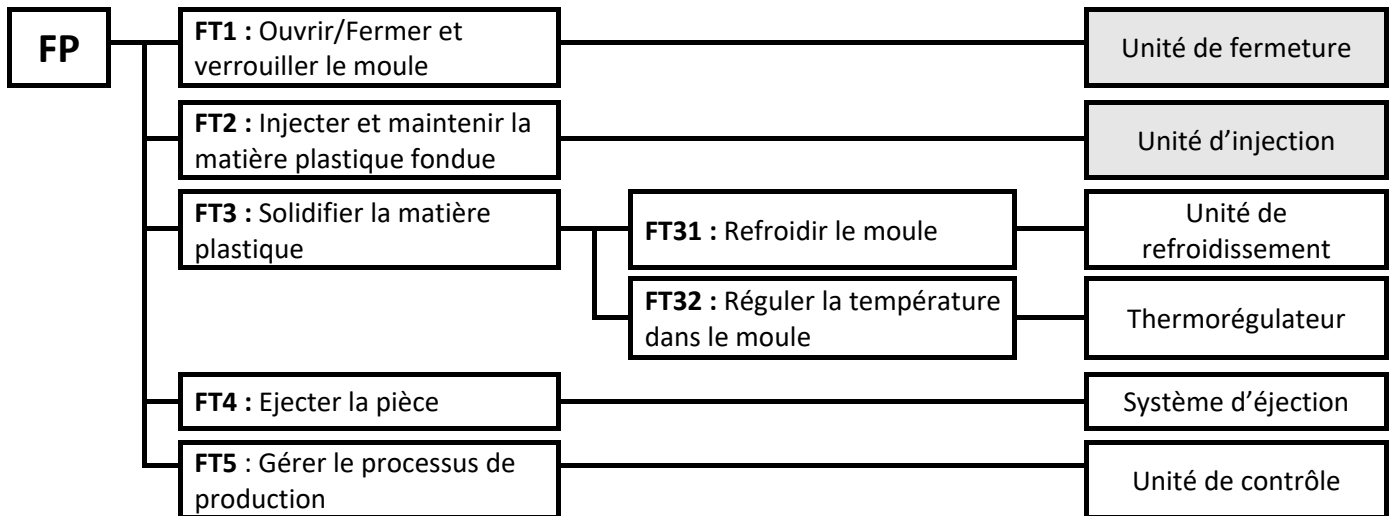 FP
FT1 : Ouvrir/Fermer et
verrouiller le moule
Unité de fermeture
FT2 : Injecter et maintenir la
matière plastique fondue
Unité d’injection
FT3 : Solidifier la matière
plastique
FT31 : Refroidir le moule
Unité de
refroidissement
FT32 : Réguler la température
dans le moule
Thermorégulateur
FT4 : Ejecter la pièce
Système d’éjection
FT5 : Gérer le processus de
production
Unité de contrôle